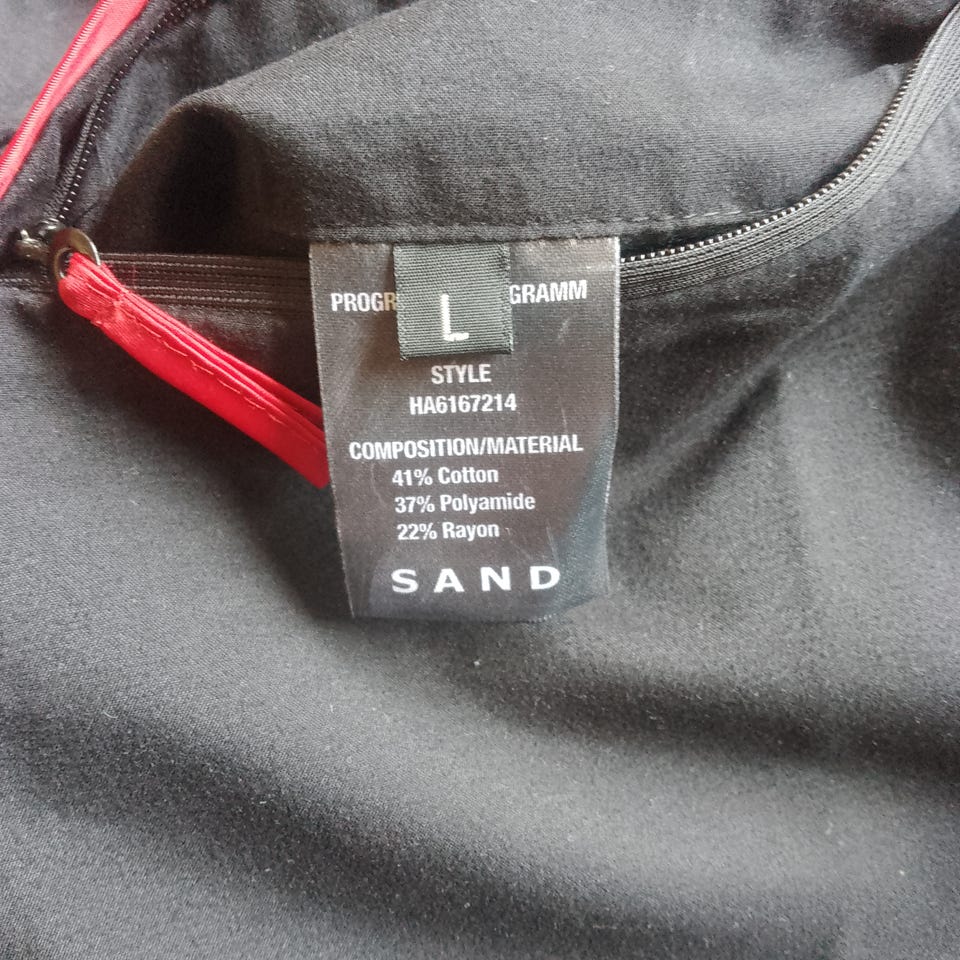 PROGR GRAMM
L
STYLE
HA6167214
COMPOSITION/MATERIAL
41% Cotton
37% Polyamide
22% Rayon
SAND